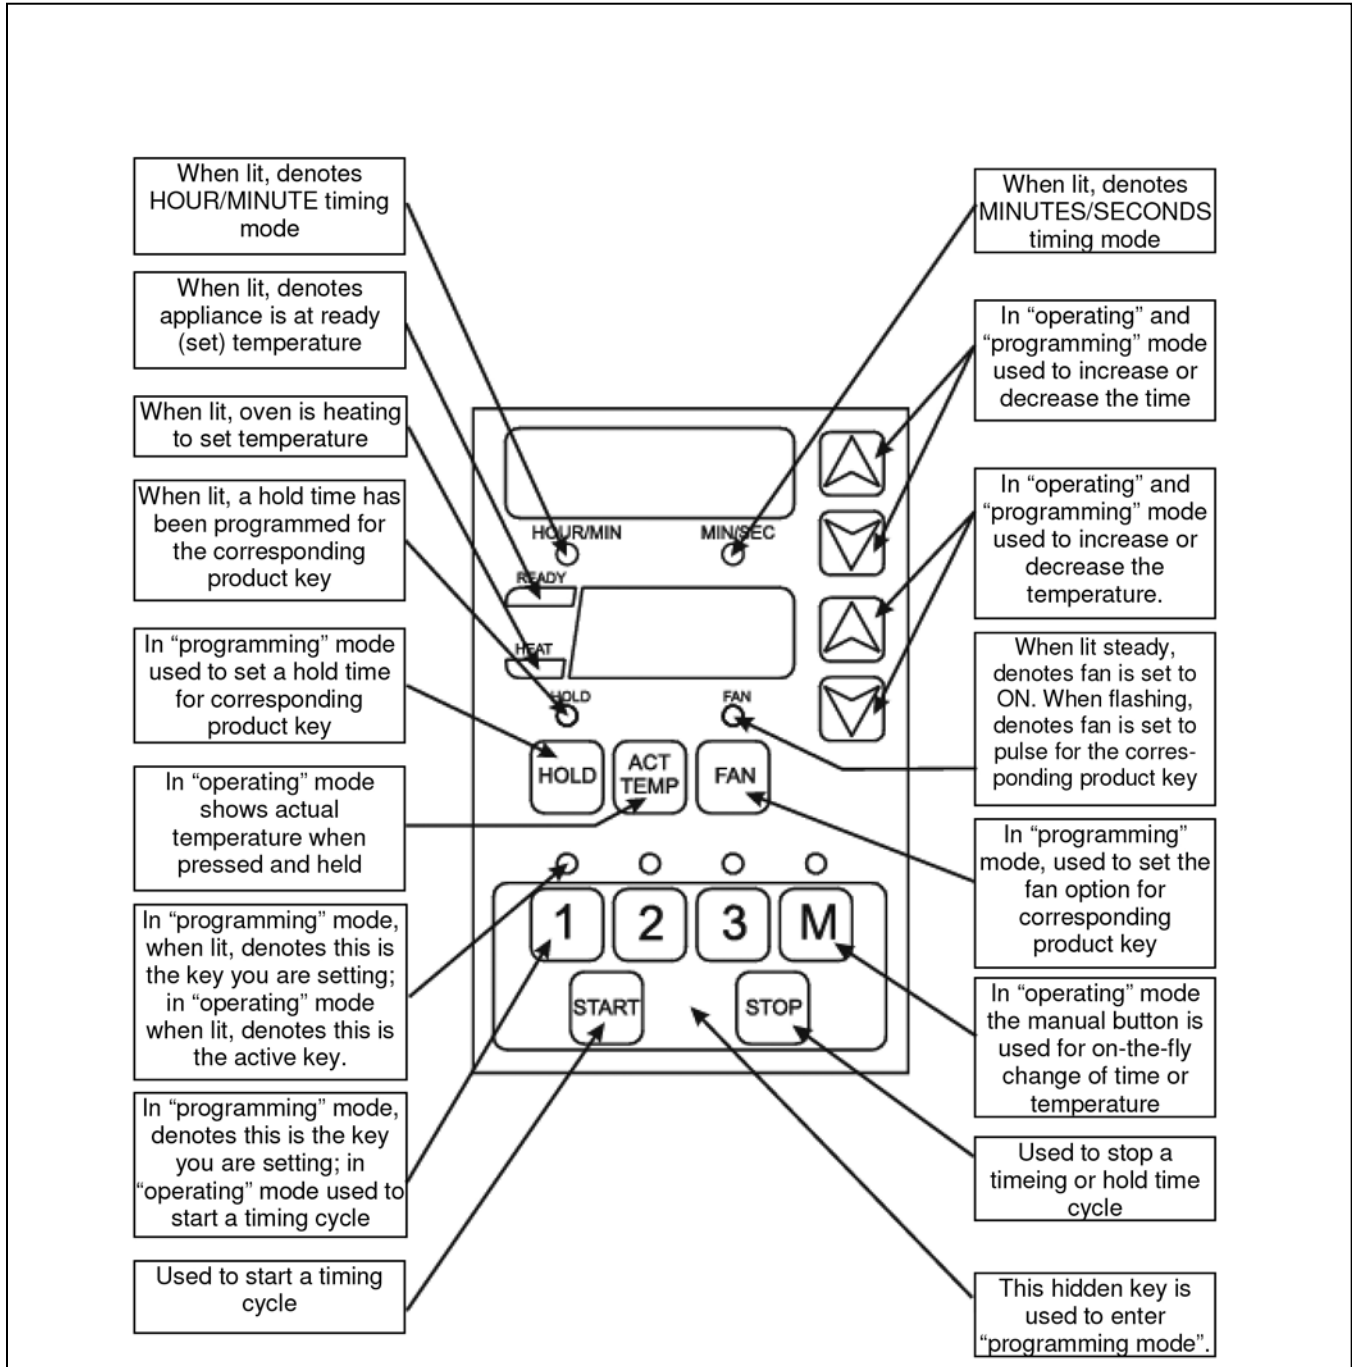 When lit, denotes
HOUR/MINUTE timing
mode
When lit, denotes
appliance is at ready
(set) temperature
When lit, oven is heating
to set temperature
When lit, a hold time has
been programmed for
the corresponding
product key
In “programming” mode
used to set a hold time
for corresponding
product key
In “operating” mode
shows actual
temperature when
pressed and held
In “programming” mode,
when lit, denotes this is
the key you are setting;
in “operating” mode
when lit, denotes this is
the active key.
In “programming” mode,
denotes this is the key
you are setting; in
“operating” mode used to
start a timing cycle
Used to start a timing
cycle
HOUR/MIN
MIN/SEC
READY
HEAT
HOLD
FAN
HOLD
ACT
TEMP
FAN
1
2
3
M
START
STOP
When lit, denotes
MINUTES/SECONDS
timing mode
In “operating” and
“programming” mode
used to increase or
decrease the time
In “operating” and
“programming” mode
used to increase or
decrease the
temperature.
When lit steady,
denotes fan is set to
ON. When flashing,
denotes fan is set to
pulse for the corres-
ponding product key
In “programming”
mode, used to set the
fan option for
corresponding
product key
In “operating” mode
the manual button is
used for on-the-fly
change of time or
temperature
Used to stop a
timeing or hold time
cycle
This hidden key is
used to enter
“programming mode”.